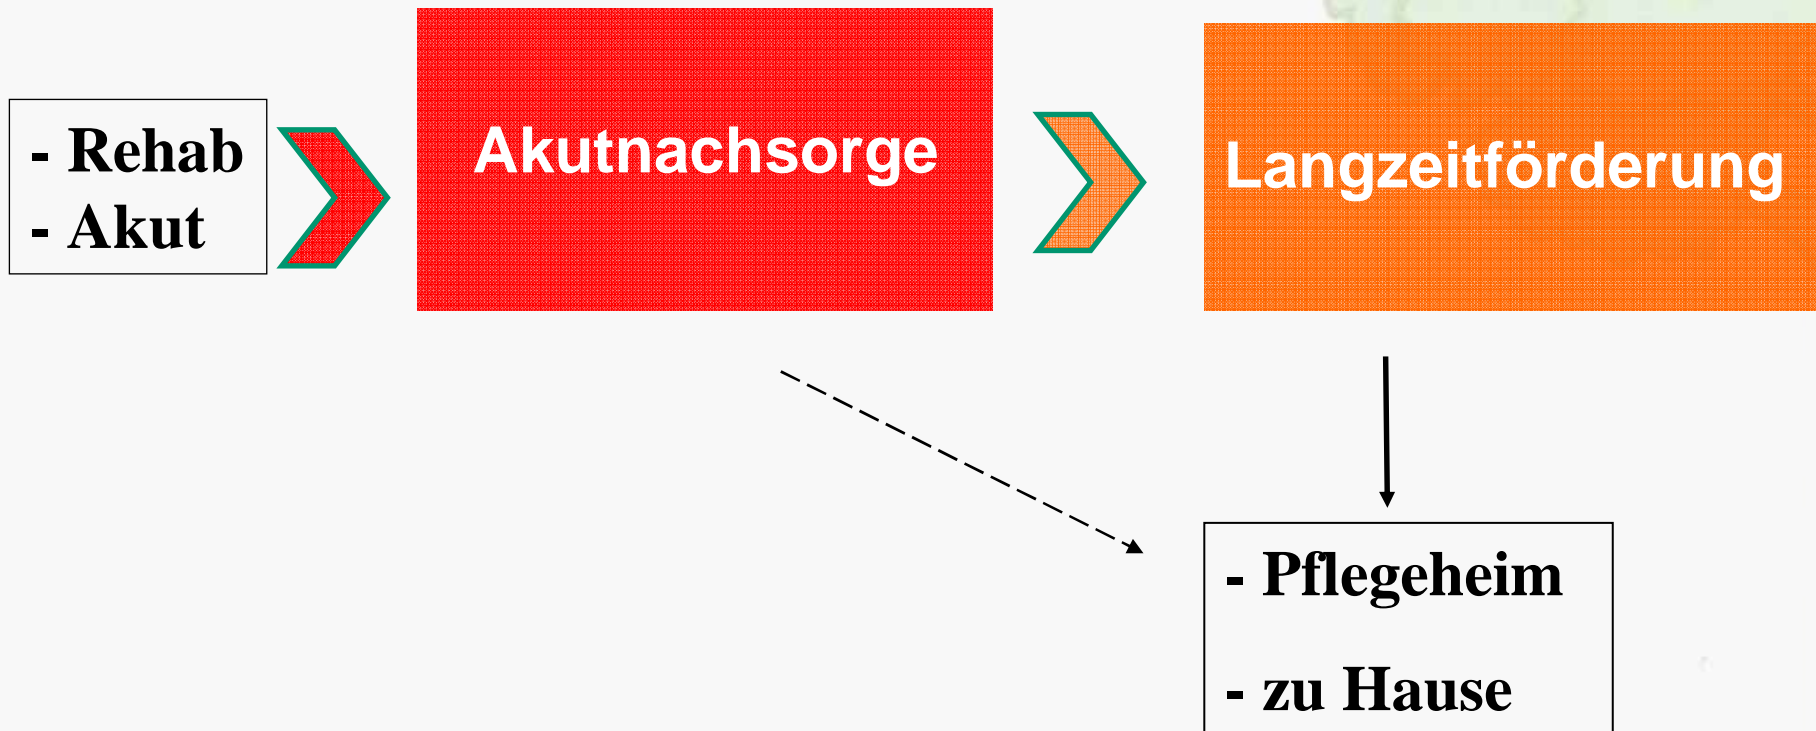 - Rehab
- Akut
Akutnachsorge
Langzeitförderung
- Pflegeheim
- zu Hause